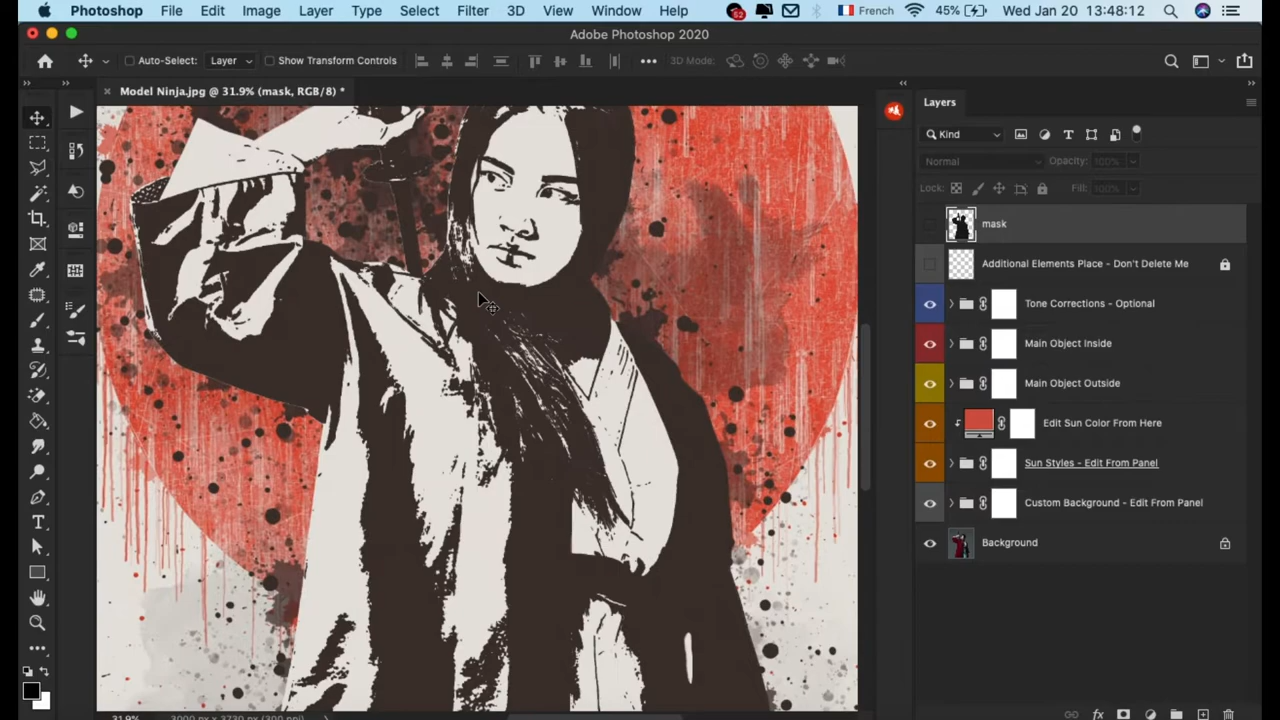 Photoshop File Edit Image Layer Type Select Filter 3D View Window Help 52 French 45% Wed Jan 20 13:48:12
Adobe Photoshop 2020
Auto-Select: Layer Show Transform Controls 3D Mode:
Model Ninja.jpg @ 31.9% (mask, RGB/8) *
Layers
Kind
Normal Opacity: 100%
Lock: Fill: 100%
mask
Additional Elements Place - Don't Delete Me
Tone Corrections - Optional
Main Object Inside
Main Object Outside
Edit Sun Color From Here
Sun Styles - Edit From Panel
Custom Background - Edit From Panel
Background
31.9% 3000 px x 3730 px (300 ppi)